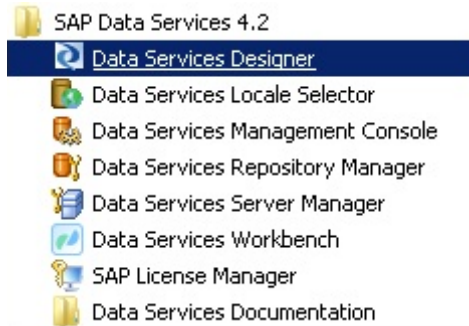 SAP Data Services 4.2
Data Services Designer
Data Services Locale Selector
Data Services Management Console
Data Services Repository Manager
Data Services Server Manager
Data Services Workbench
SAP License Manager
Data Services Documentation